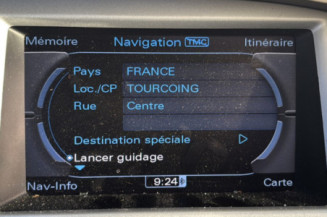 Mémoire Navigation TMC Itinéraire
Pays FRANCE
Loc./CP TOURCOING
Rue Centre
Destination spéciale
Lancer guidage
Nav-Info 9:24 Carte